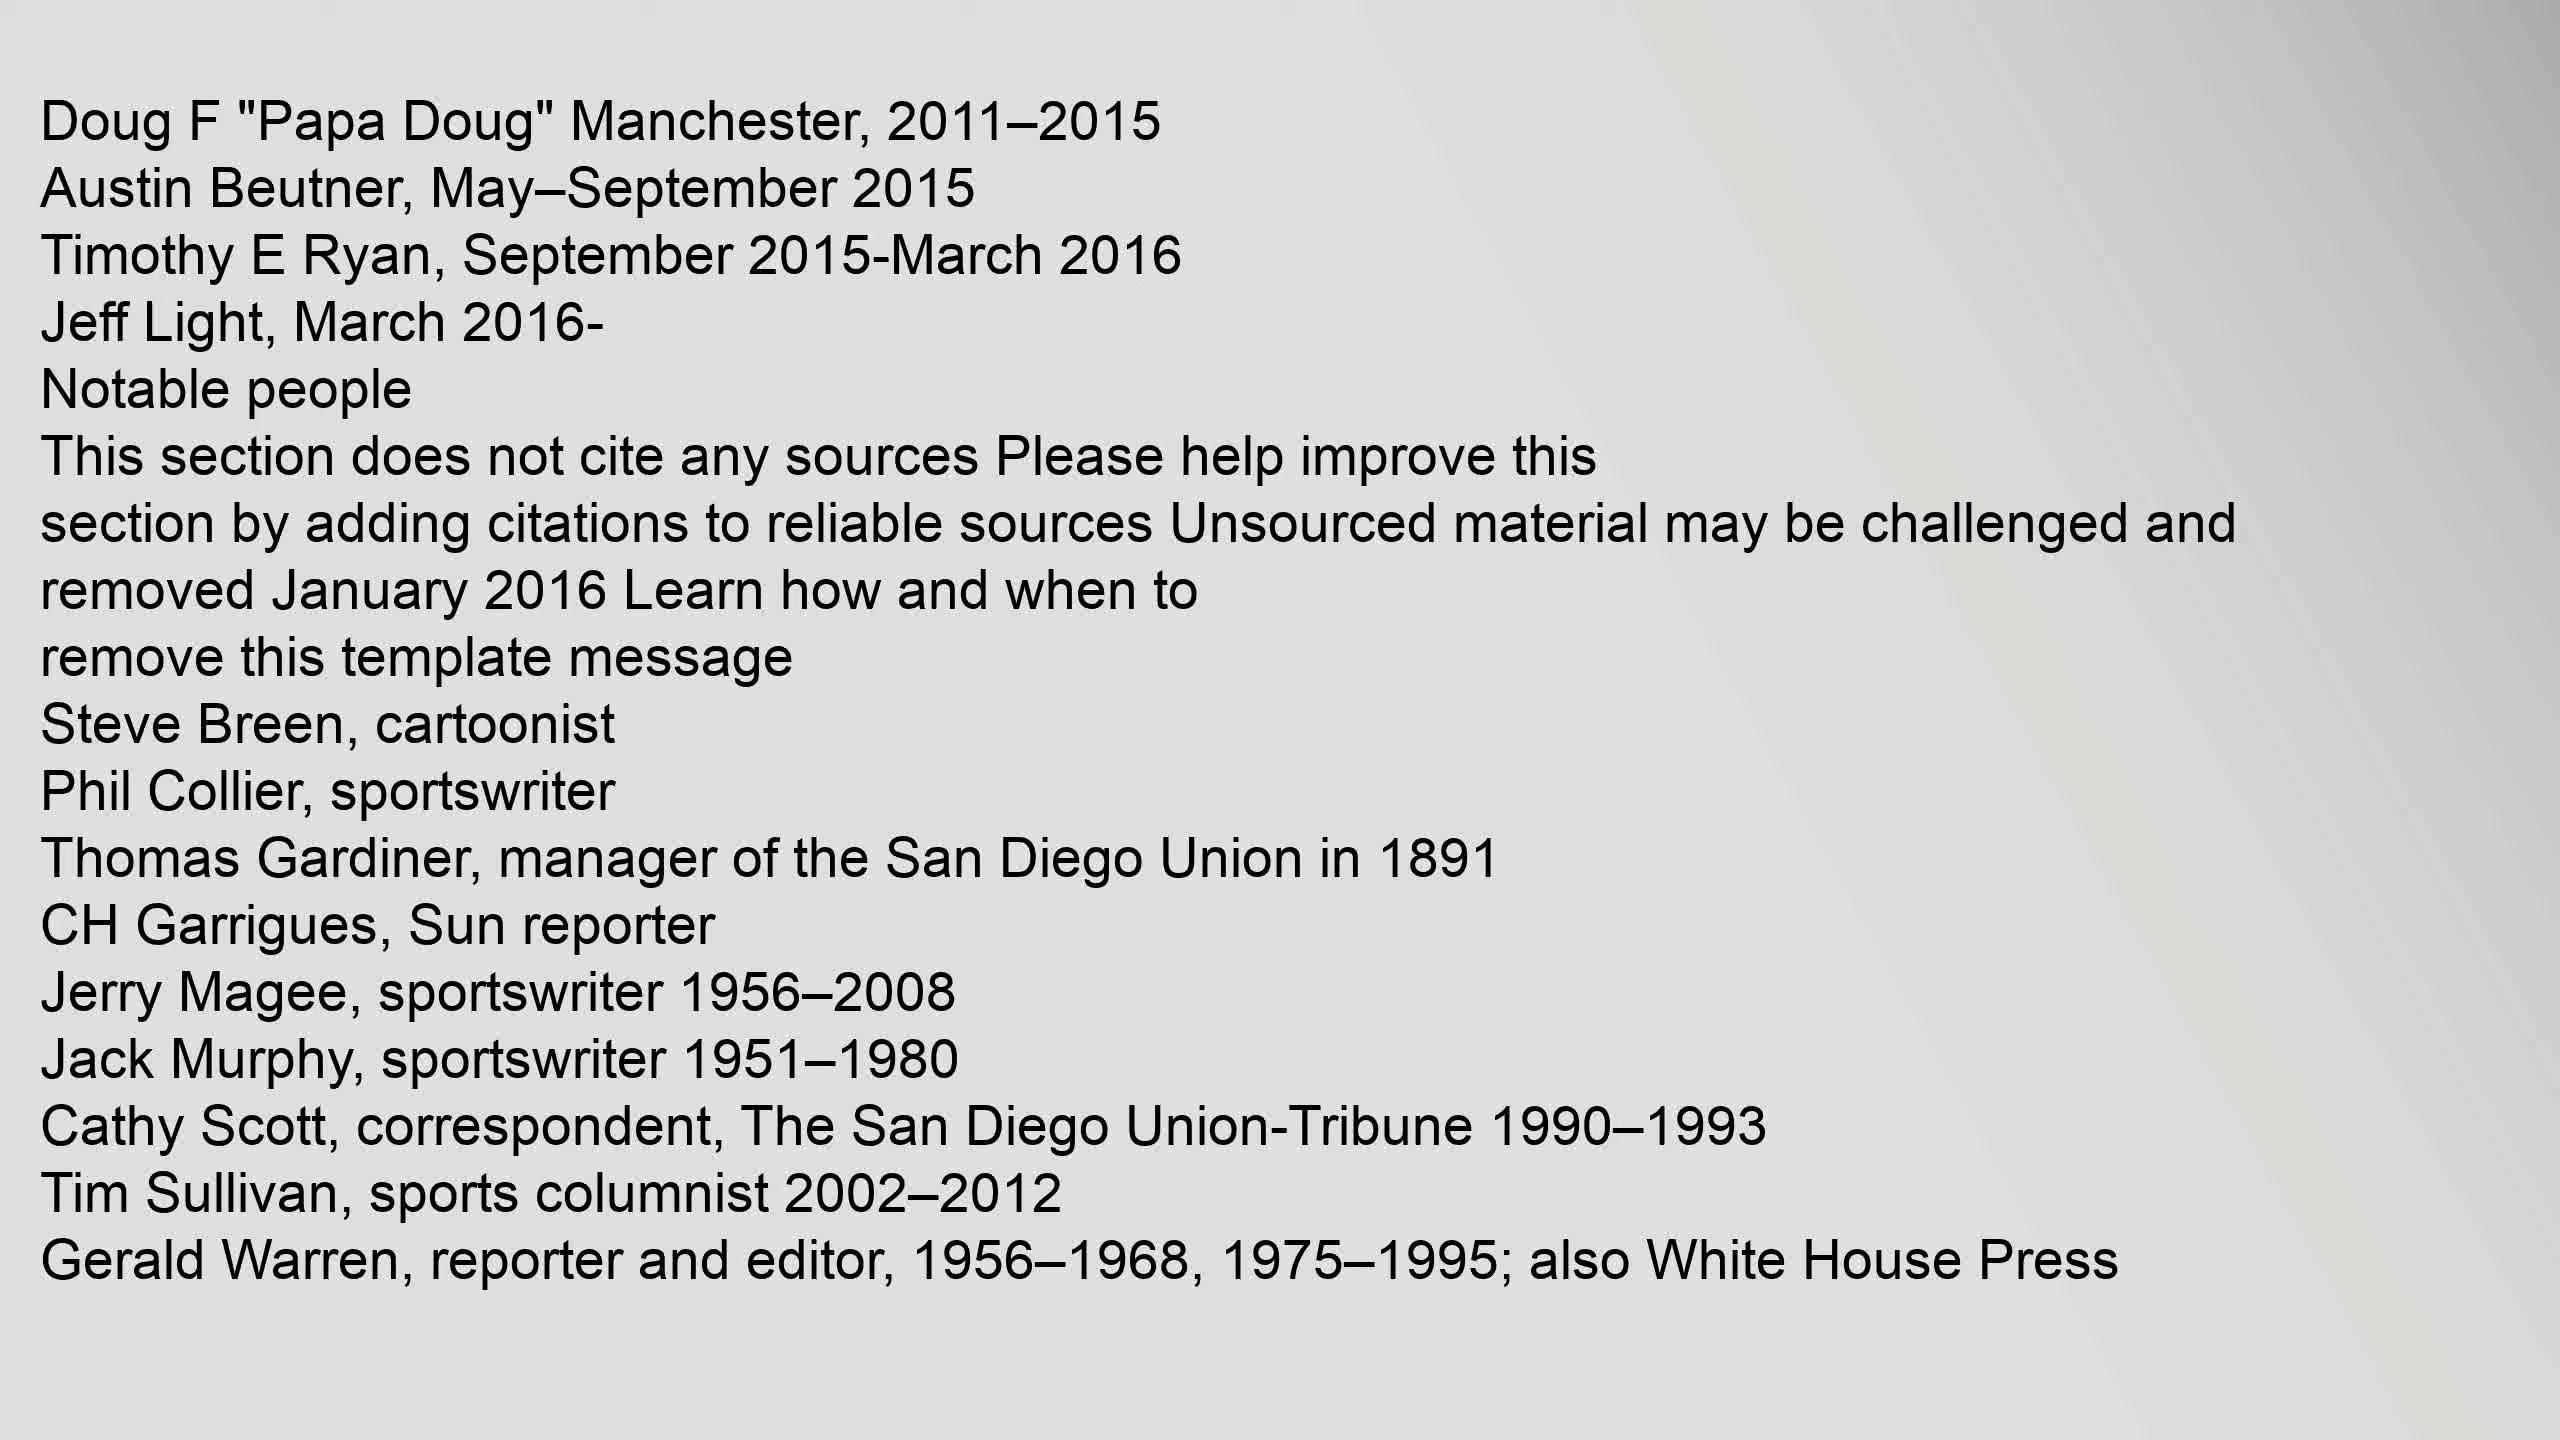 Doug F "Papa Doug" Manchester, 2011–2015
Austin Beutner, May–September 2015
Timothy E Ryan, September 2015-March 2016
Jeff Light, March 2016-
Notable people
This section does not cite any sources Please help improve this
section by adding citations to reliable sources Unsourced material may be challenged and
removed January 2016 Learn how and when to
remove this template message
Steve Breen, cartoonist
Phil Collier, sportswriter
Thomas Gardiner, manager of the San Diego Union in 1891
CH Garrigues, Sun reporter
Jerry Magee, sportswriter 1956–2008
Jack Murphy, sportswriter 1951–1980
Cathy Scott, correspondent, The San Diego Union-Tribune 1990–1993
Tim Sullivan, sports columnist 2002–2012
Gerald Warren, reporter and editor, 1956–1968, 1975–1995; also White House Press